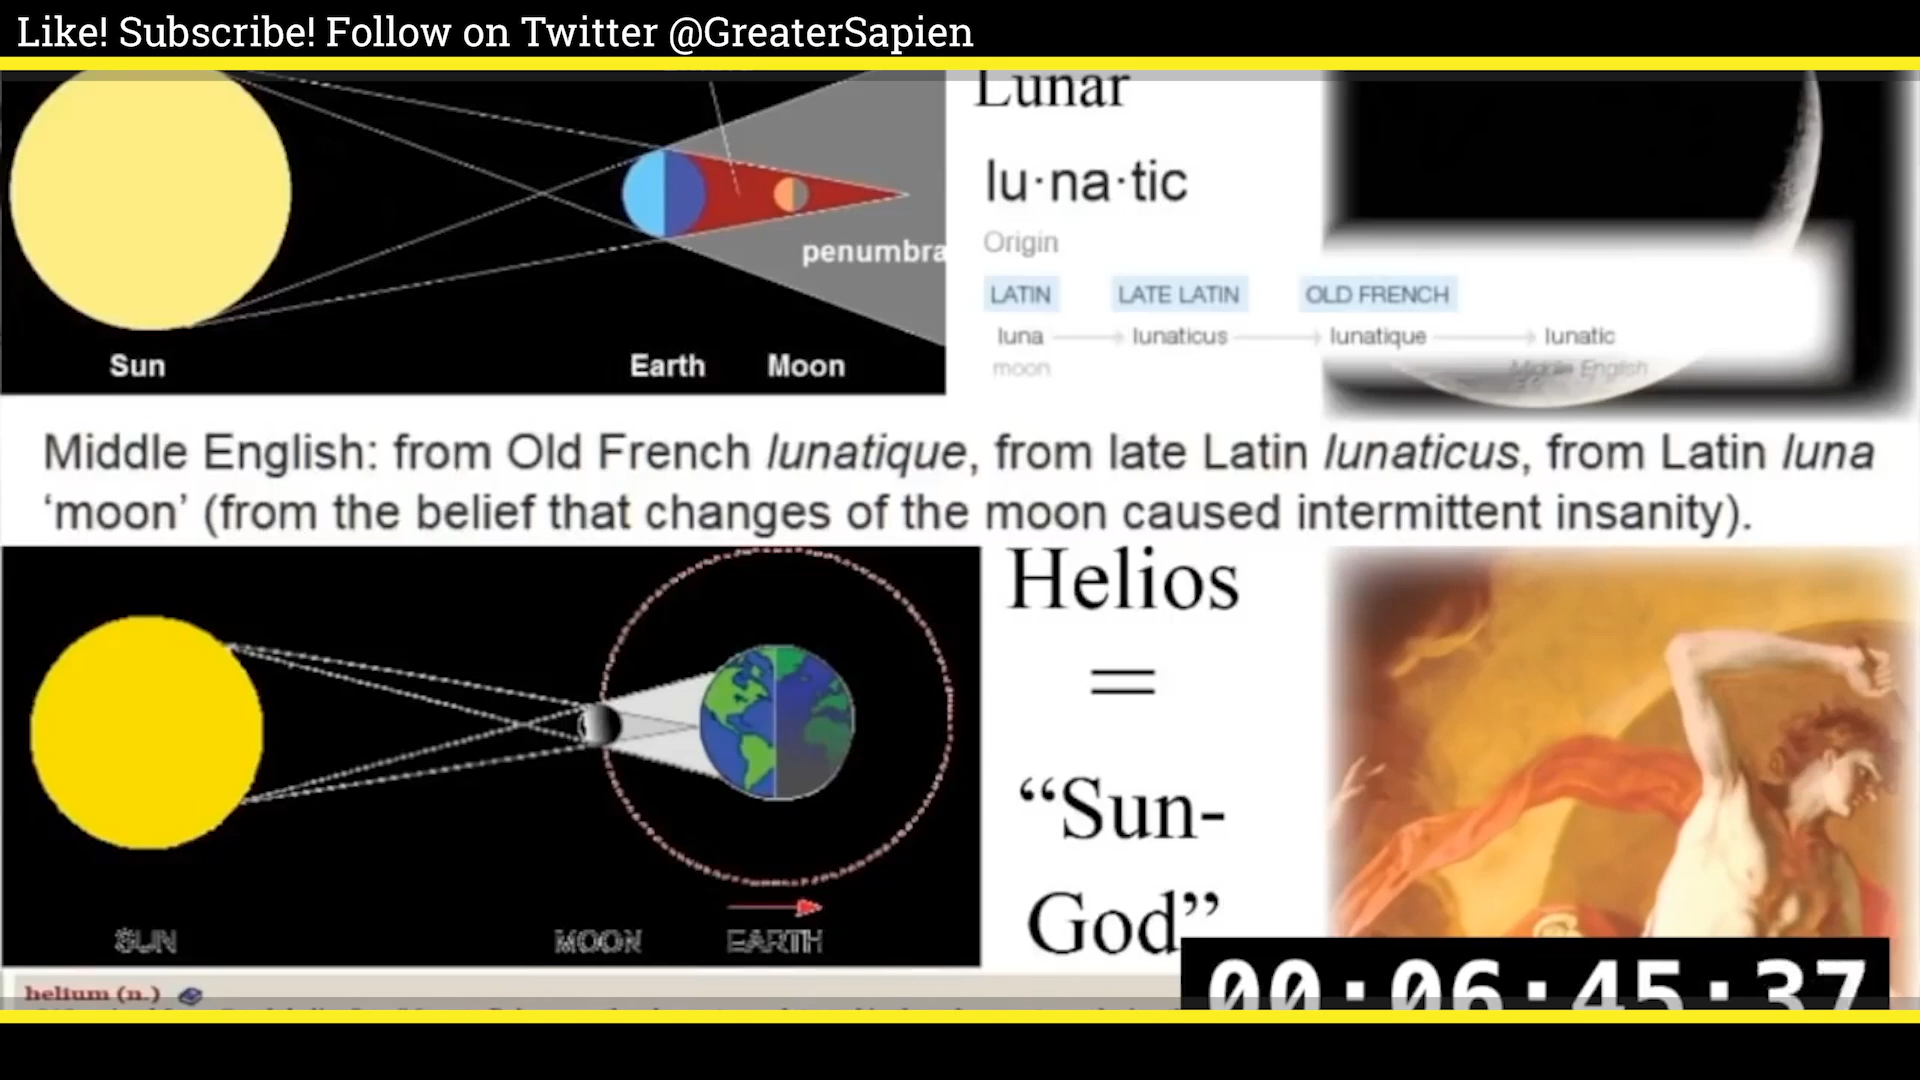 Like! Subscribe! Follow on Twitter @GreaterSapien
Lunar
lu·na·tic
Origin
LATIN LATE LATIN OLD FRENCH
luna lunaticus lunatique lunatic
moon Middle English
penumbra
Sun Earth Moon
Middle English: from Old French lunatique, from late Latin lunaticus, from Latin luna
‘moon’ (from the belief that changes of the moon caused intermittent insanity).
Helios
=
“Sun-
God”
SUN MOON EARTH
helium (n.)
00:06:45:37